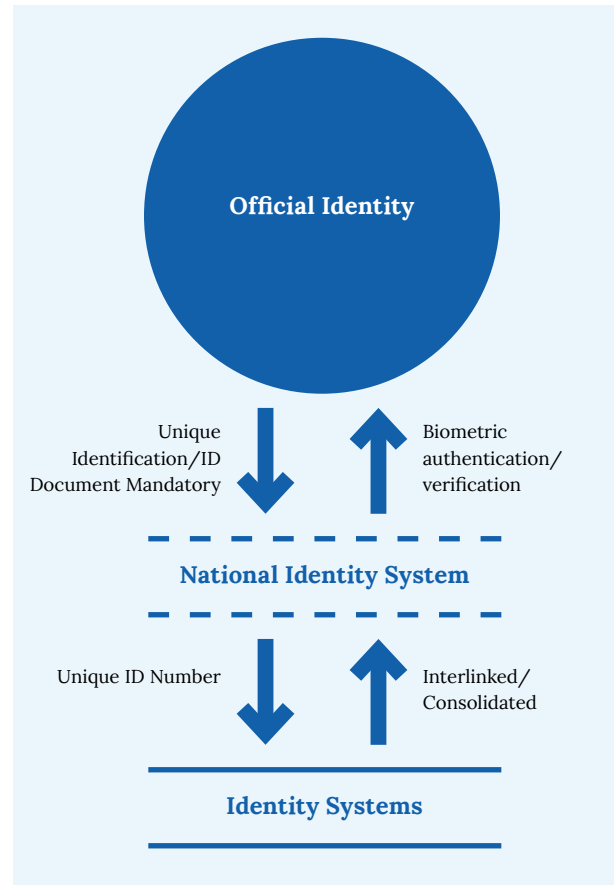 Official Identity
Unique
Identification/ID
Document Mandatory
Biometric
authentication/
verification
National Identity System
Unique ID Number
Interlinked/
Consolidated
Identity Systems